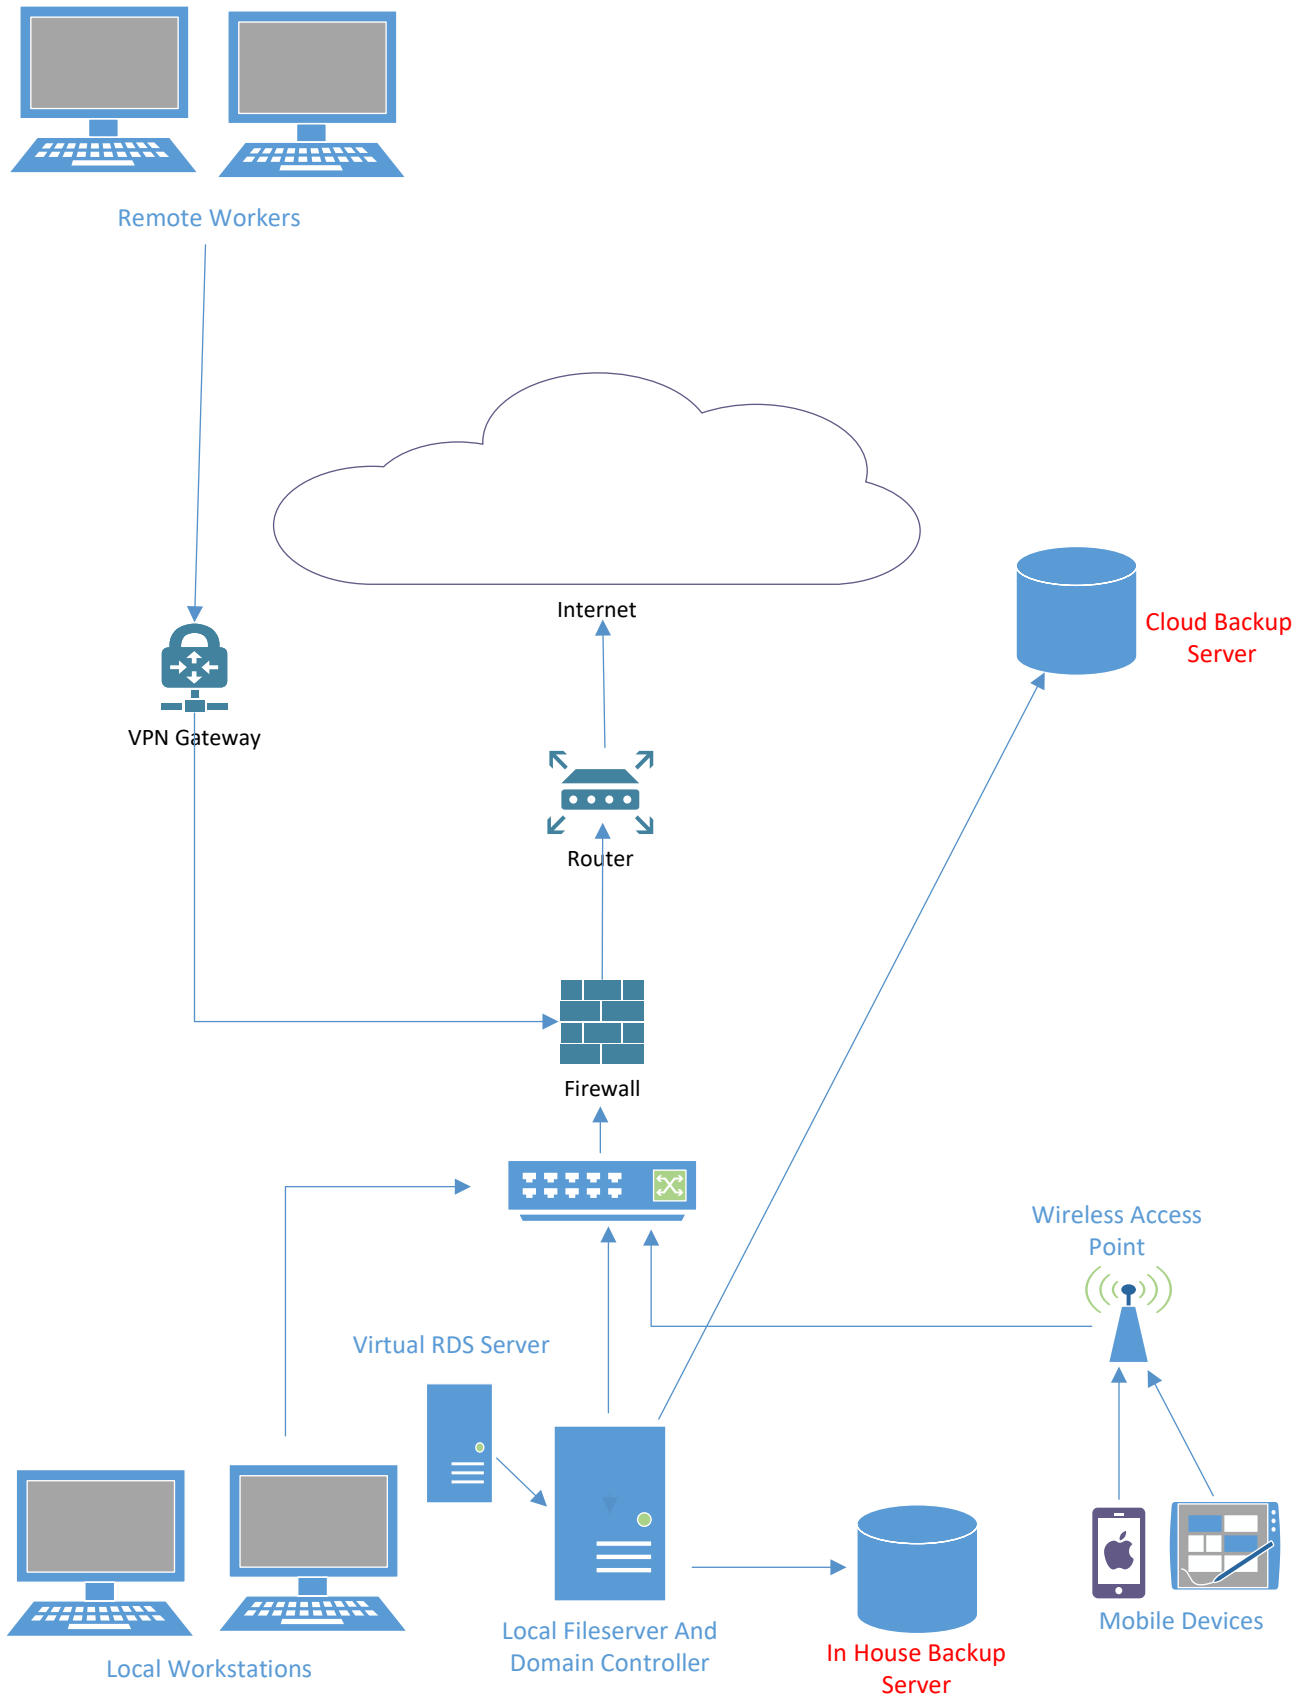 Remote Workers
Internet
Cloud Backup
Server
VPN Gateway
Router
Firewall
Wireless Access
Point
Virtual RDS Server
Local Fileserver And
Domain Controller
Mobile Devices
In House Backup
Server
Local Workstations